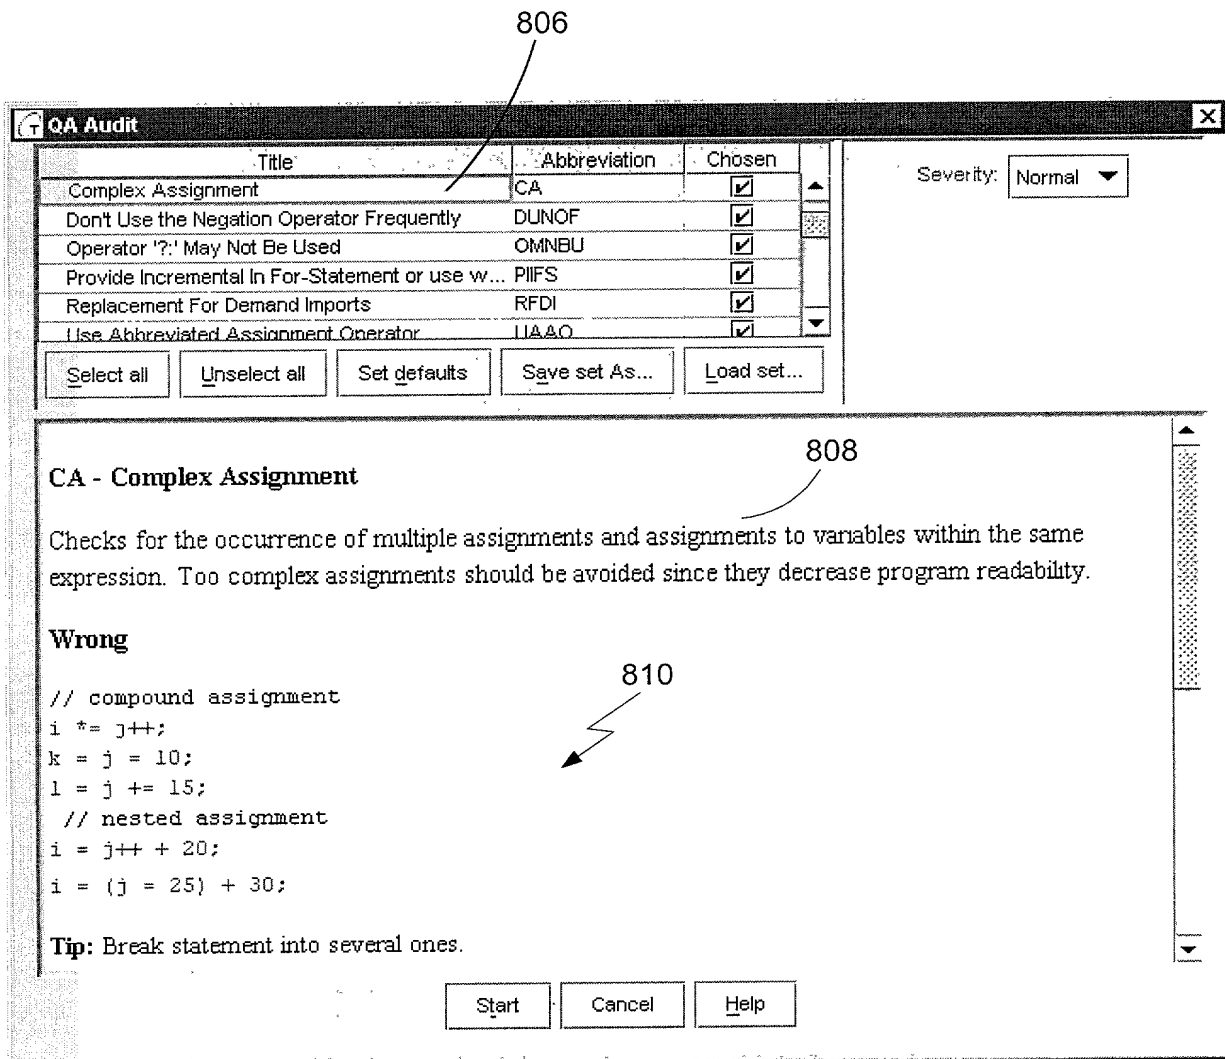 806
QA Audit
Title Abbreviation Chosen
Complex Assignment CA
Severity: Normal
Don't Use the Negation Operator Frequently DUNOF
Operator '?:' May Not Be Used OMNBU
Provide Incremental In For-Statement or use w... PIIFS
Replacement For Demand Imports RFDI
Use Abbreviated Assignment Operator UAAO
Select all Unselect all Set defaults Save set As... Load set...
808
CA - Complex Assignment
Checks for the occurrence of multiple assignments and assignments to variables within the same
expression. Too complex assignments should be avoided since they decrease program readability.
Wrong
810
// compound assignment
i *= j++;
k = j = 10;
l = j += 15;
// nested assignment
i = j++ + 20;
i = (j = 25) + 30;
Tip: Break statement into several ones.
Start Cancel Help